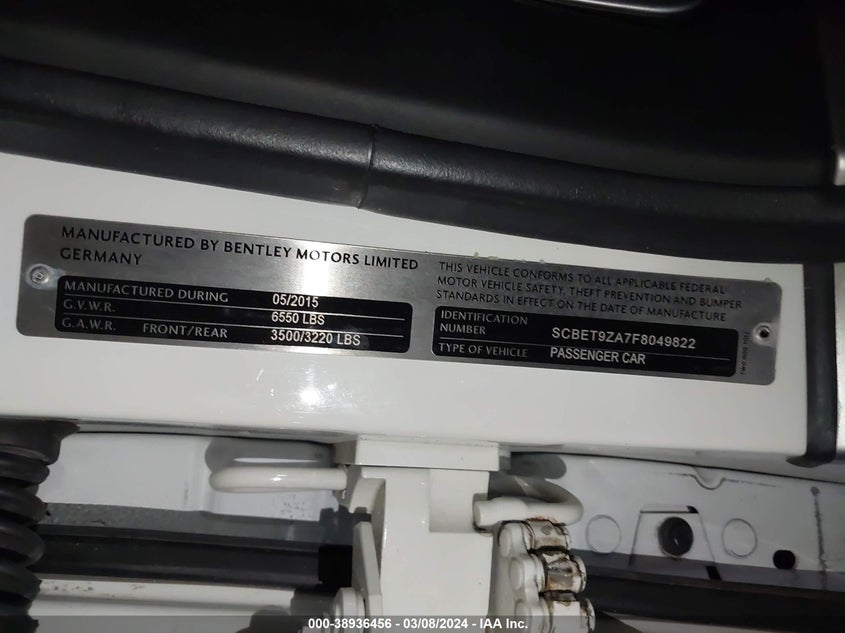 MANUFACTURED BY BENTLEY MOTORS LIMITED
GERMANY
MANUFACTURED DURING 05/2015
G.V.W.R. 6550 LBS
G.A.W.R. FRONT/REAR 3500/3220 LBS
THIS VEHICLE CONFORMS TO ALL APPLICABLE FEDERAL
MOTOR VEHICLE SAFETY, THEFT PREVENTION AND BUMPER
STANDARDS IN EFFECT ON THE DATE OF MANUFACTURE
IDENTIFICATION
NUMBER SCBET9ZA7F8049822
TYPE OF VEHICLE PASSENGER CAR
000-38936456 - 03/08/2024 - IAA Inc.